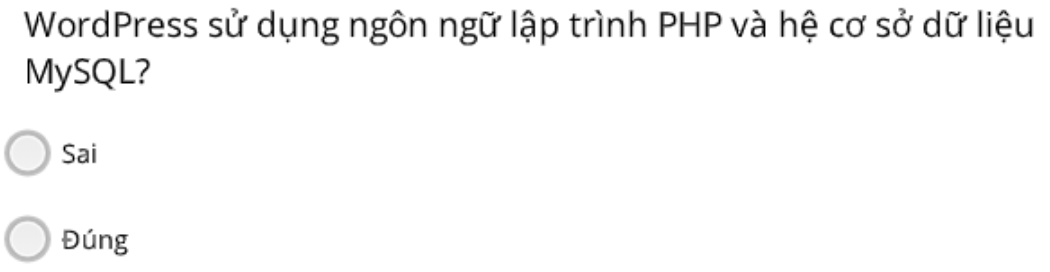 WordPress sử dụng ngôn ngữ lập trình PHP và hệ cơ sở dữ liệu
MySQL?
Sai
Đúng